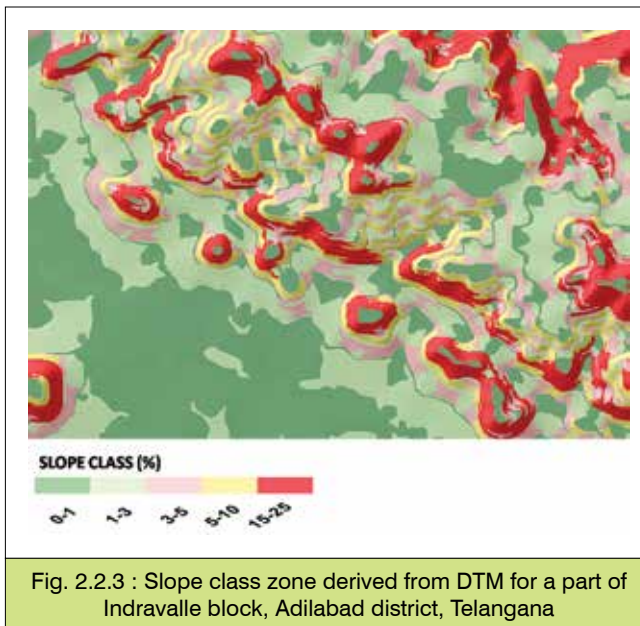 SLOPE CLASS (%)
0-1 1-3 3-5 5-10 15-25
Fig. 2.2.3 : Slope class zone derived from DTM for a part of
Indravalle block, Adilabad district, Telangana